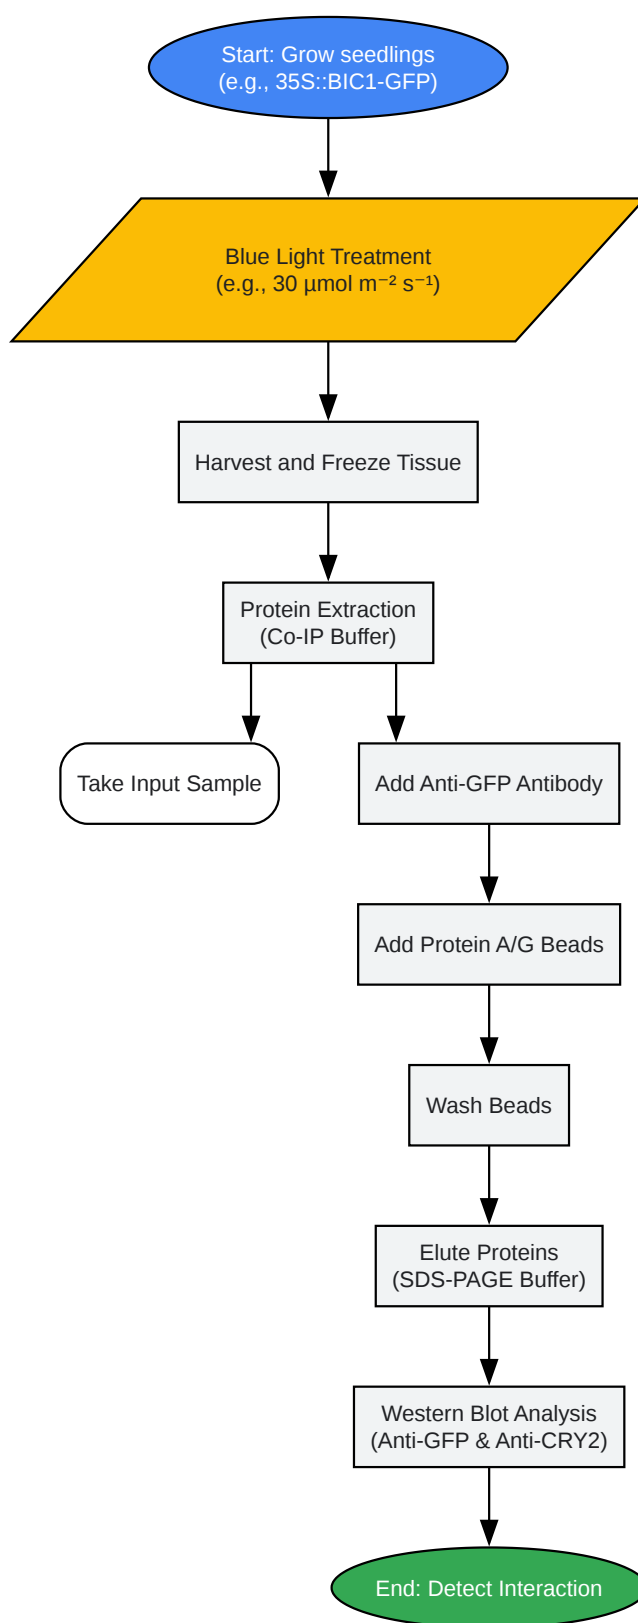 Start: Grow seedlings
(e.g., 35S::BIC1-GFP)
Blue Light Treatment
(e.g., 30 µmol m⁻² s⁻¹)
Harvest and Freeze Tissue
Protein Extraction
(Co-IP Buffer)
Take Input Sample
Add Anti-GFP Antibody
Add Protein A/G Beads
Wash Beads
Elute Proteins
(SDS-PAGE Buffer)
Western Blot Analysis
(Anti-GFP & Anti-CRY2)
End: Detect Interaction